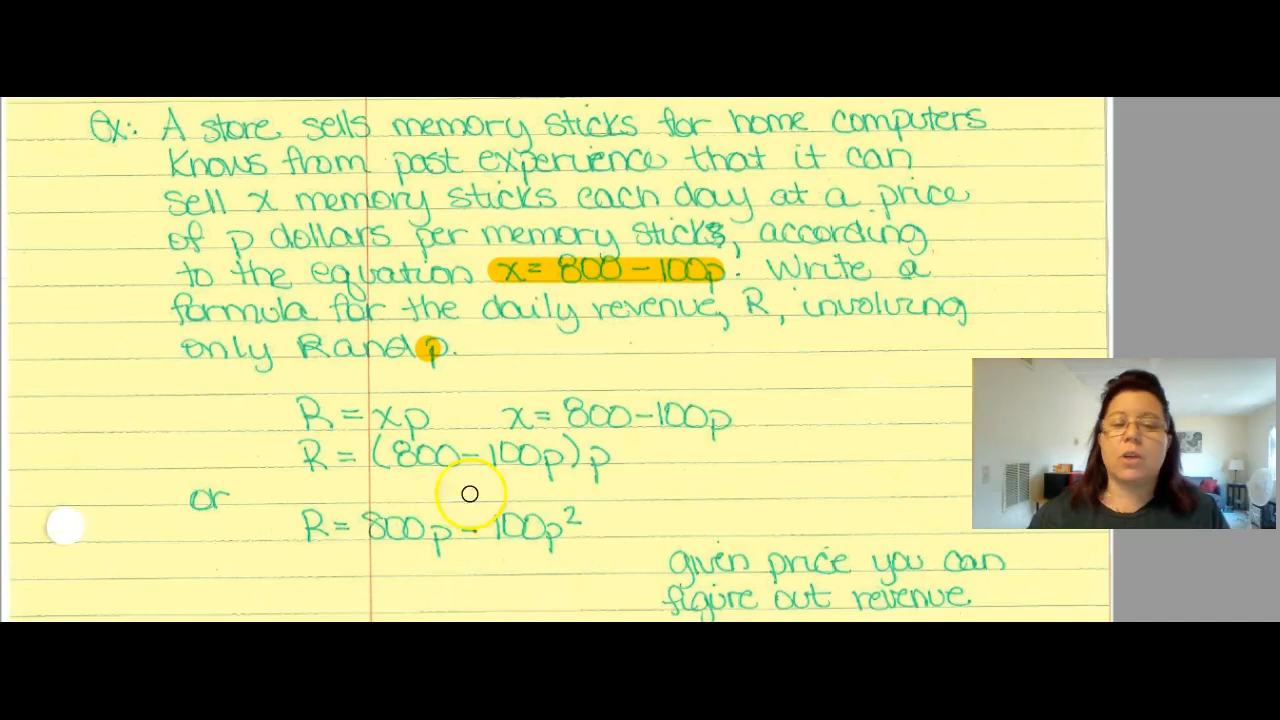 Ex: A store sells memory sticks for home computers
knows from past experience that it can
sell x memory sticks each day at a price
of p dollars per memory sticks, according
to the equation x = 800 - 100p. Write a
formula for the daily revenue, R, involving
only R and p.
R = xp x = 800-100p
R = (800-100p)p
or
R = 800p - 100p²
given price you can
figure out revenue